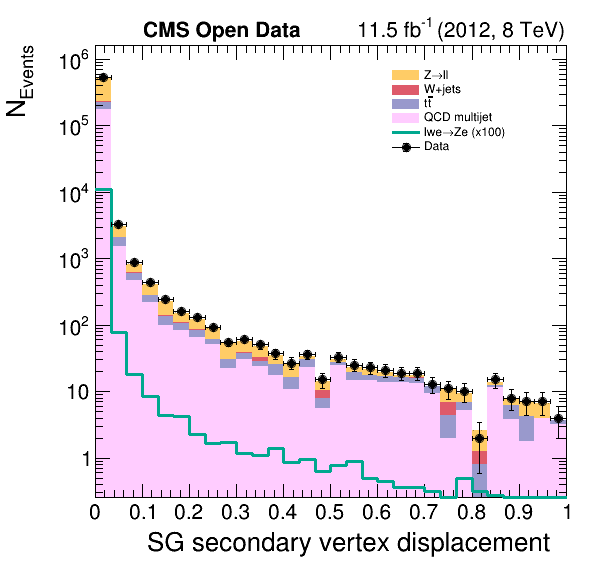 CMS Open Data 11.5 fb⁻¹ (2012, 8 TeV)
N_Events
10⁶
10⁵
10⁴
10³
10²
10
1
Z→ll
W+jets
tt̄
QCD multijet
lwe→Ze (x100)
Data
0 0.1 0.2 0.3 0.4 0.5 0.6 0.7 0.8 0.9 1
SG secondary vertex displacement